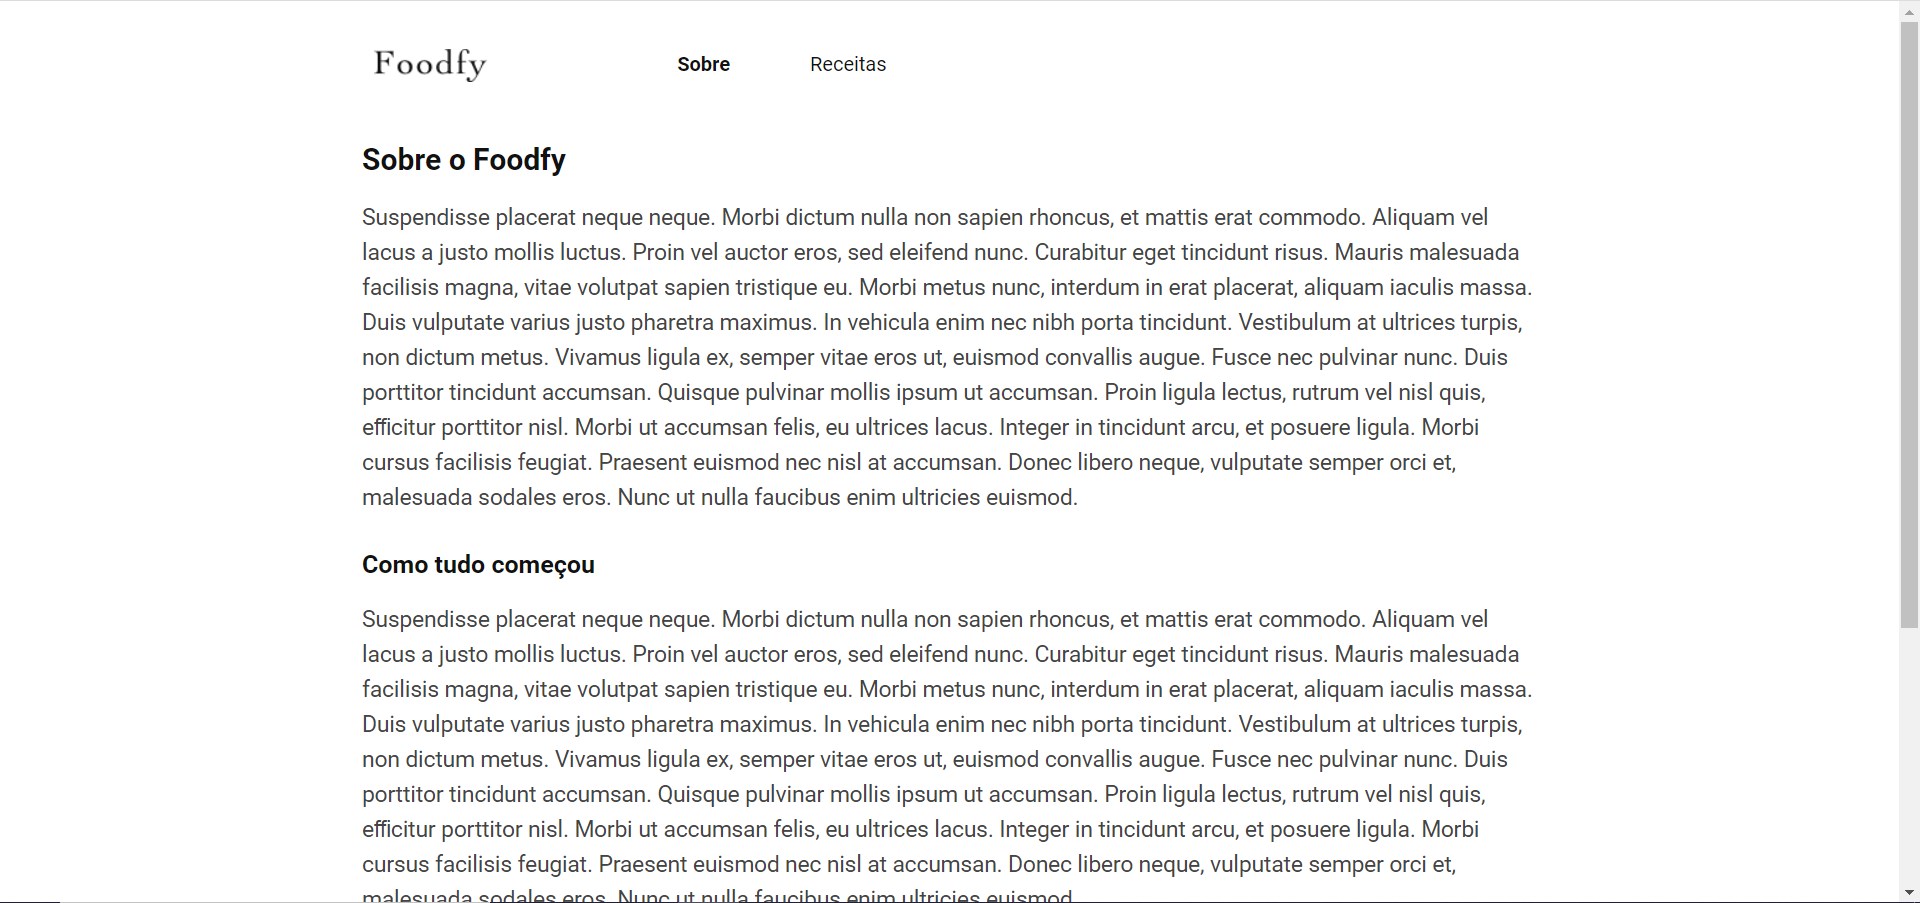 Foodfy
Sobre
Receitas
Sobre o Foodfy
Suspendisse placerat neque neque. Morbi dictum nulla non sapien rhoncus, et mattis erat commodo. Aliquam vel
lacus a justo mollis luctus. Proin vel auctor eros, sed eleifend nunc. Curabitur eget tincidunt risus. Mauris malesuada
facilisis magna, vitae volutpat sapien tristique eu. Morbi metus nunc, interdum in erat placerat, aliquam iaculis massa.
Duis vulputate varius justo pharetra maximus. In vehicula enim nec nibh porta tincidunt. Vestibulum at ultrices turpis,
non dictum metus. Vivamus ligula ex, semper vitae eros ut, euismod convallis augue. Fusce nec pulvinar nunc. Duis
porttitor tincidunt accumsan. Quisque pulvinar mollis ipsum ut accumsan. Proin ligula lectus, rutrum vel nisl quis,
efficitur porttitor nisl. Morbi ut accumsan felis, eu ultrices lacus. Integer in tincidunt arcu, et posuere ligula. Morbi
cursus facilisis feugiat. Praesent euismod nec nisl at accumsan. Donec libero neque, vulputate semper orci et,
malesuada sodales eros. Nunc ut nulla faucibus enim ultricies euismod.
Como tudo começou
Suspendisse placerat neque neque. Morbi dictum nulla non sapien rhoncus, et mattis erat commodo. Aliquam vel
lacus a justo mollis luctus. Proin vel auctor eros, sed eleifend nunc. Curabitur eget tincidunt risus. Mauris malesuada
facilisis magna, vitae volutpat sapien tristique eu. Morbi metus nunc, interdum in erat placerat, aliquam iaculis massa.
Duis vulputate varius justo pharetra maximus. In vehicula enim nec nibh porta tincidunt. Vestibulum at ultrices turpis,
non dictum metus. Vivamus ligula ex, semper vitae eros ut, euismod convallis augue. Fusce nec pulvinar nunc. Duis
porttitor tincidunt accumsan. Quisque pulvinar mollis ipsum ut accumsan. Proin ligula lectus, rutrum vel nisl quis,
efficitur porttitor nisl. Morbi ut accumsan felis, eu ultrices lacus. Integer in tincidunt arcu, et posuere ligula. Morbi
cursus facilisis feugiat. Praesent euismod nec nisl at accumsan. Donec libero neque, vulputate semper orci et,
malesuada sodales eros. Nunc ut nulla faucibus enim ultricies euismod.